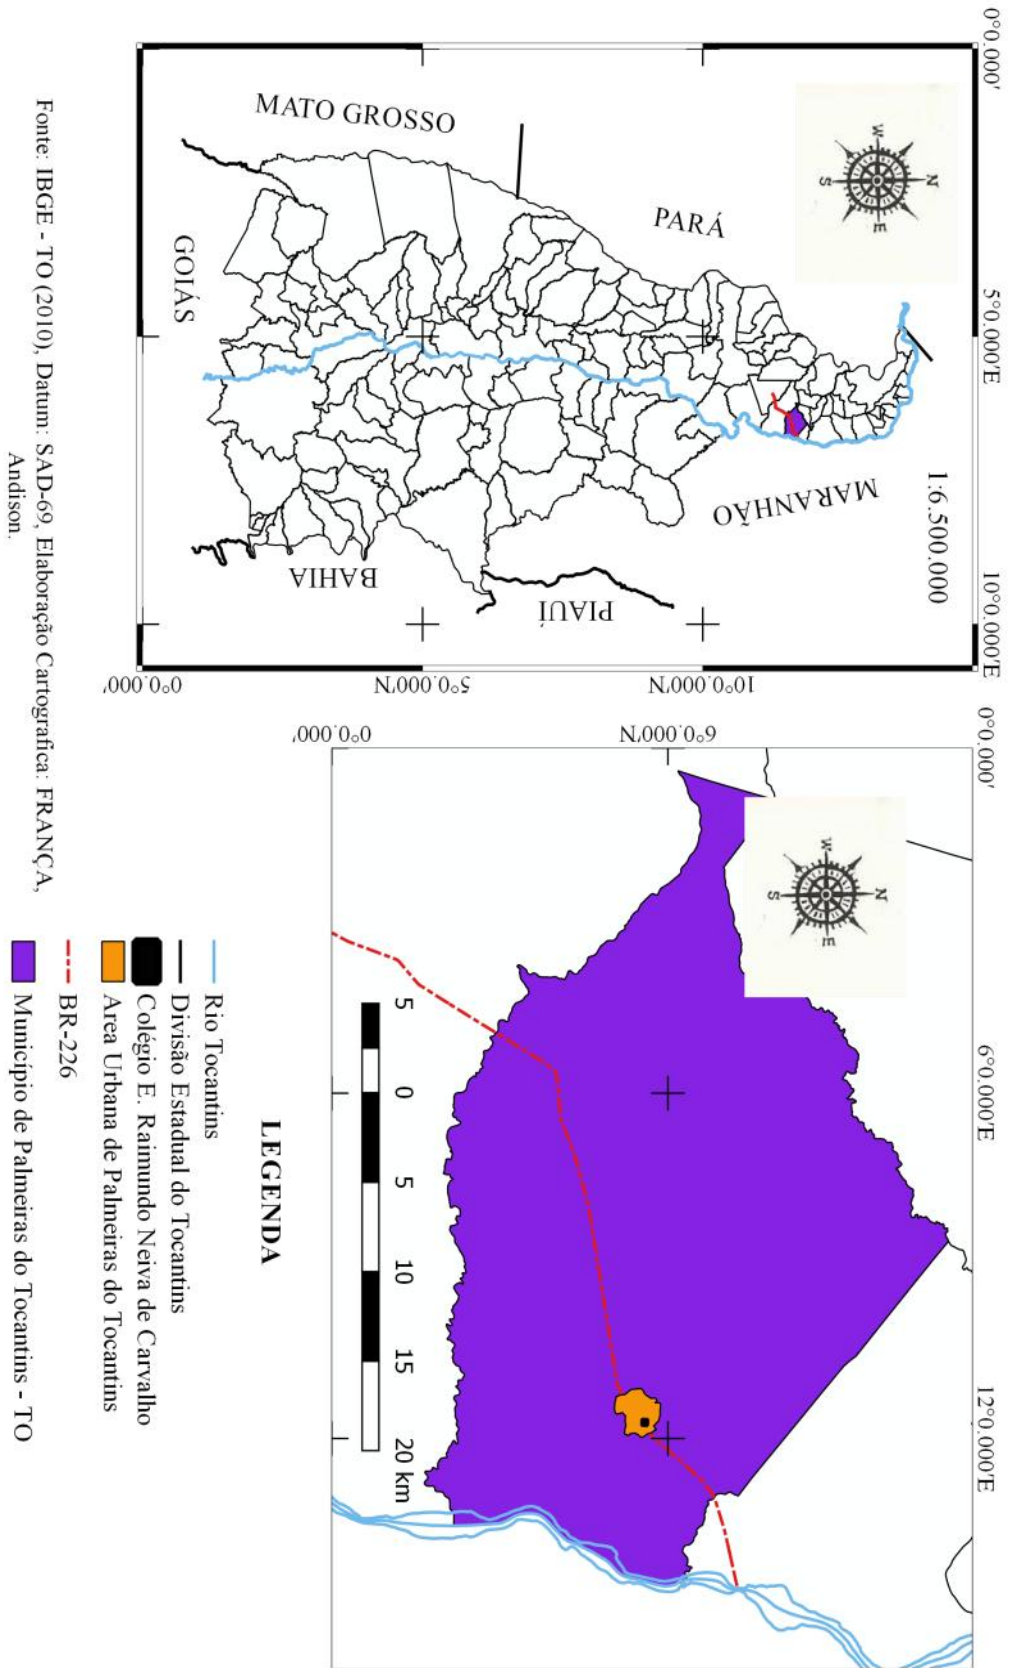 0°0.000'
5°0.000'E
10°0.000'E
MATO GROSSO
PARÁ
GOIÁS
MARANHÃO
BAHIA
PIAUÍ
1:6.500.000
N
W
E
S
10°0.000'N
5°0.000'N
0°0.000'
0°0.000'
6°0.000'E
12°0.000'E
N
W
E
S
6°0.000'N
0°0.000'
5 0 5 10 15 20 km
LEGENDA
Rio Tocantins
Divisão Estadual do Tocantins
Colégio E. Raimundo Neiva de Carvalho
Area Urbana de Palmeiras do Tocantins
BR-226
Município de Palmeiras do Tocantins - TO
Fonte: IBGE - TO (2010), Datum: SAD-69, Elaboração Cartografica: FRANÇA,
Andison.